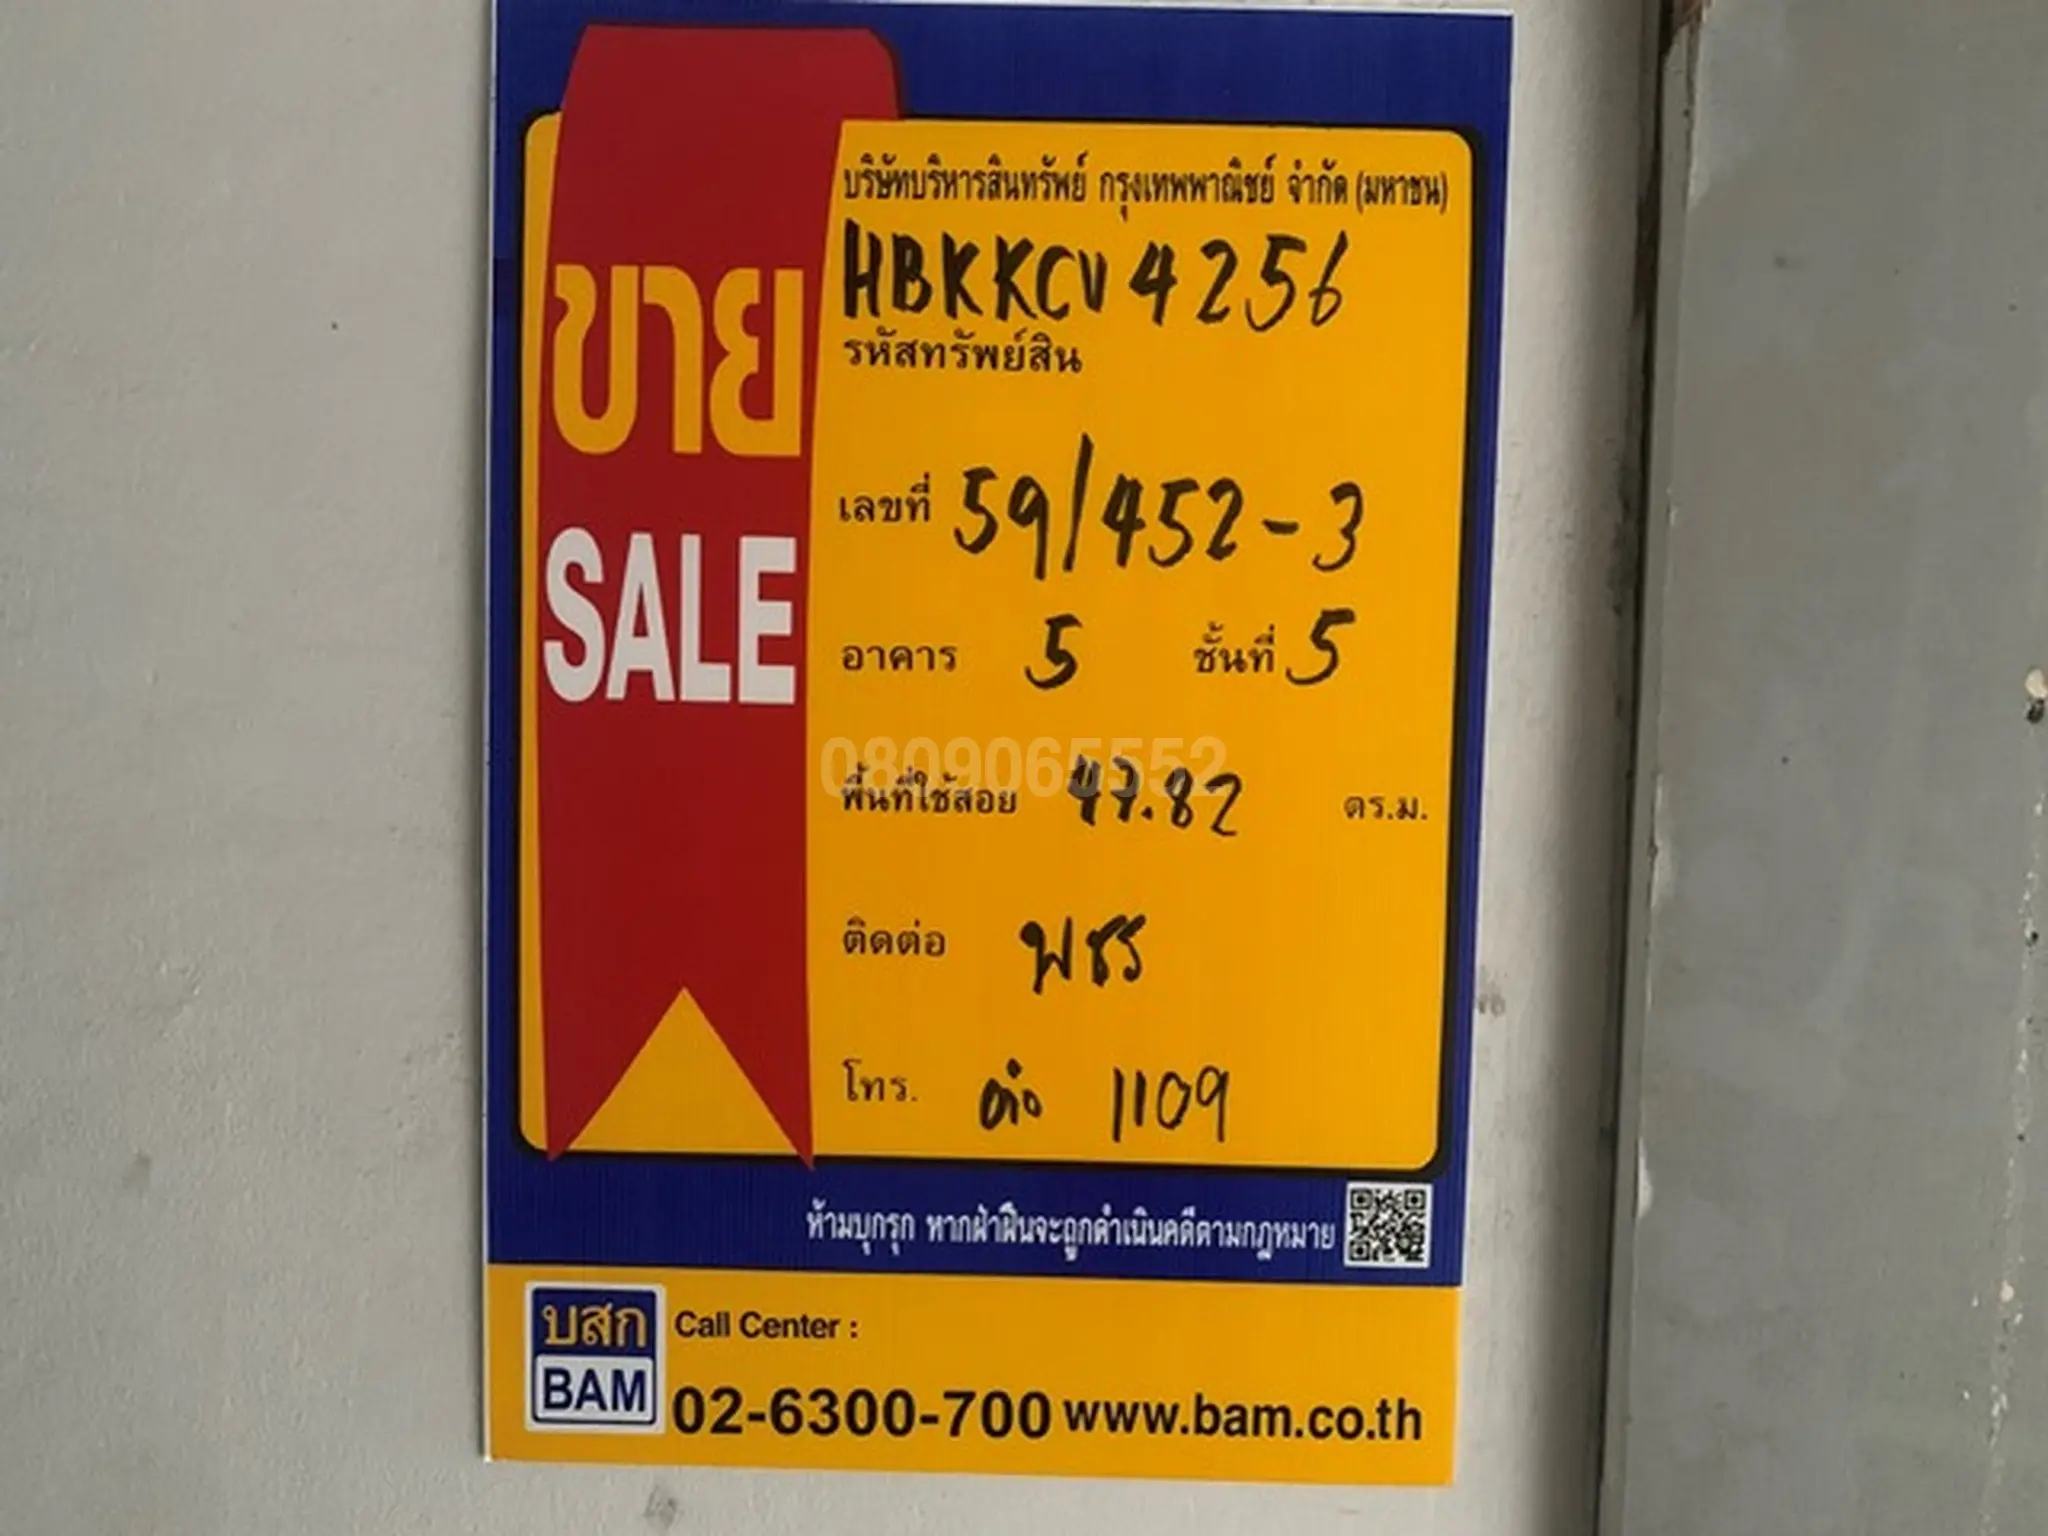 บริษัทบริหารสินทรัพย์ กรุงเทพพาณิชย์ จำกัด (มหาชน)
HBKKCV4256
รหัสทรัพย์สิน
ขาย
SALE
เลขที่ 59/452-3
อาคาร 5 ชั้นที่ 5
0809065552
พื้นที่ใช้สอย 49.82 ตร.ม.
ติดต่อ พชร
โทร. ต่อ 1109
ห้ามบุกรุก หากฝ่าฝืนจะถูกดำเนินคดีตามกฎหมาย
บสก
BAM
Call Center :
02-6300-700 www.bam.co.th